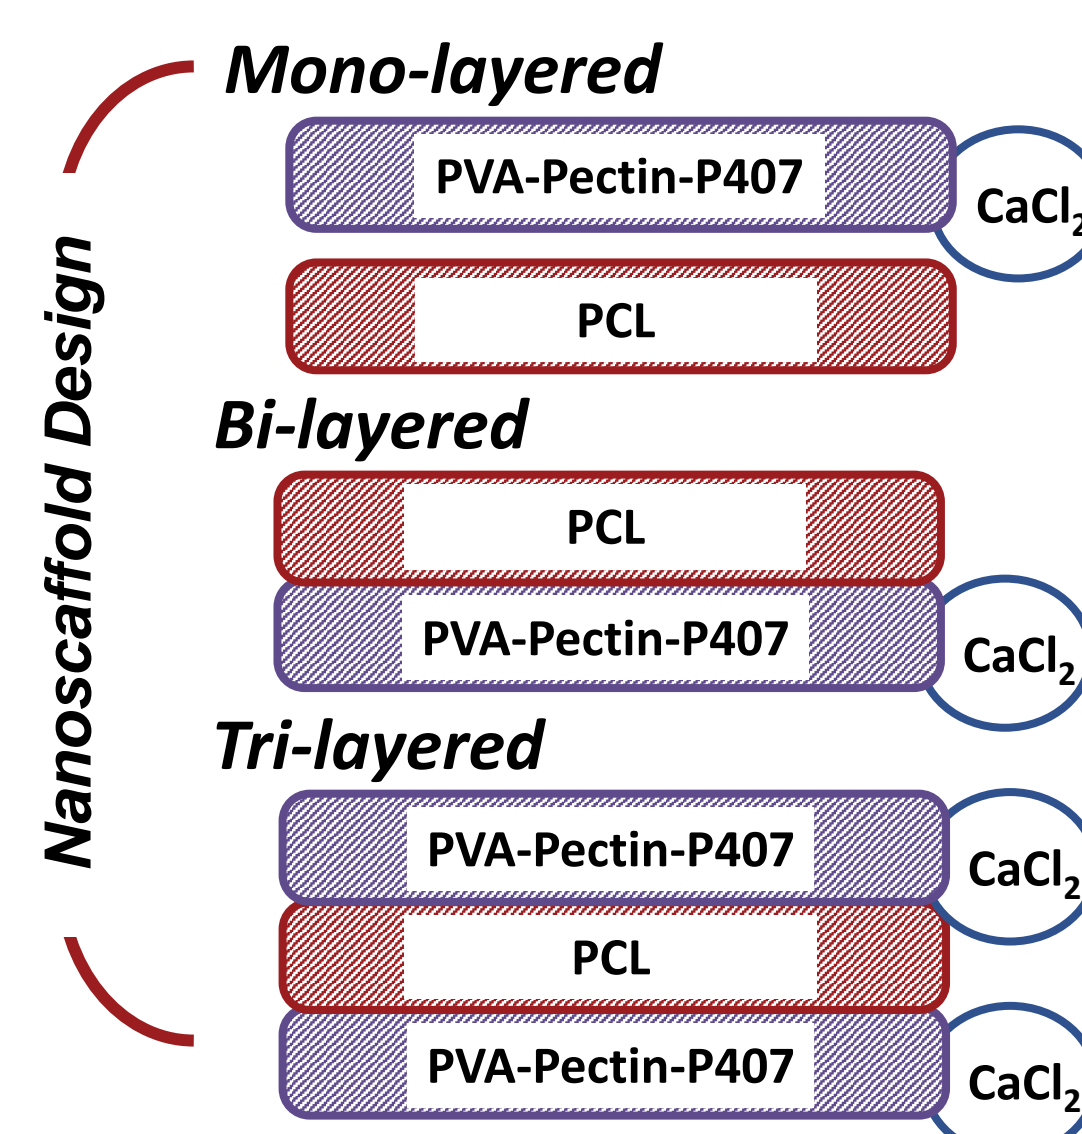 Nanoscaffold Design
Mono-layered
PVA-Pectin-P407
CaCl₂
PCL
Bi-layered
PCL
PVA-Pectin-P407
CaCl₂
Tri-layered
PVA-Pectin-P407
CaCl₂
PCL
PVA-Pectin-P407
CaCl₂